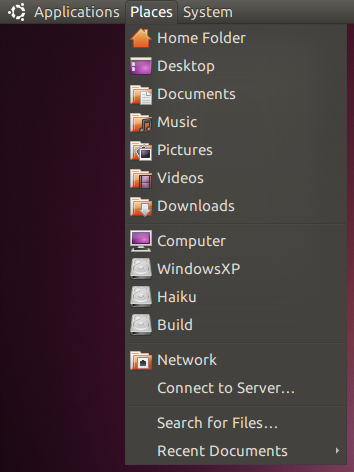 Applications Places System
Home Folder
Desktop
Documents
Music
Pictures
Videos
Downloads
Computer
WindowsXP
Haiku
Build
Network
Connect to Server...
Search for Files...
Recent Documents